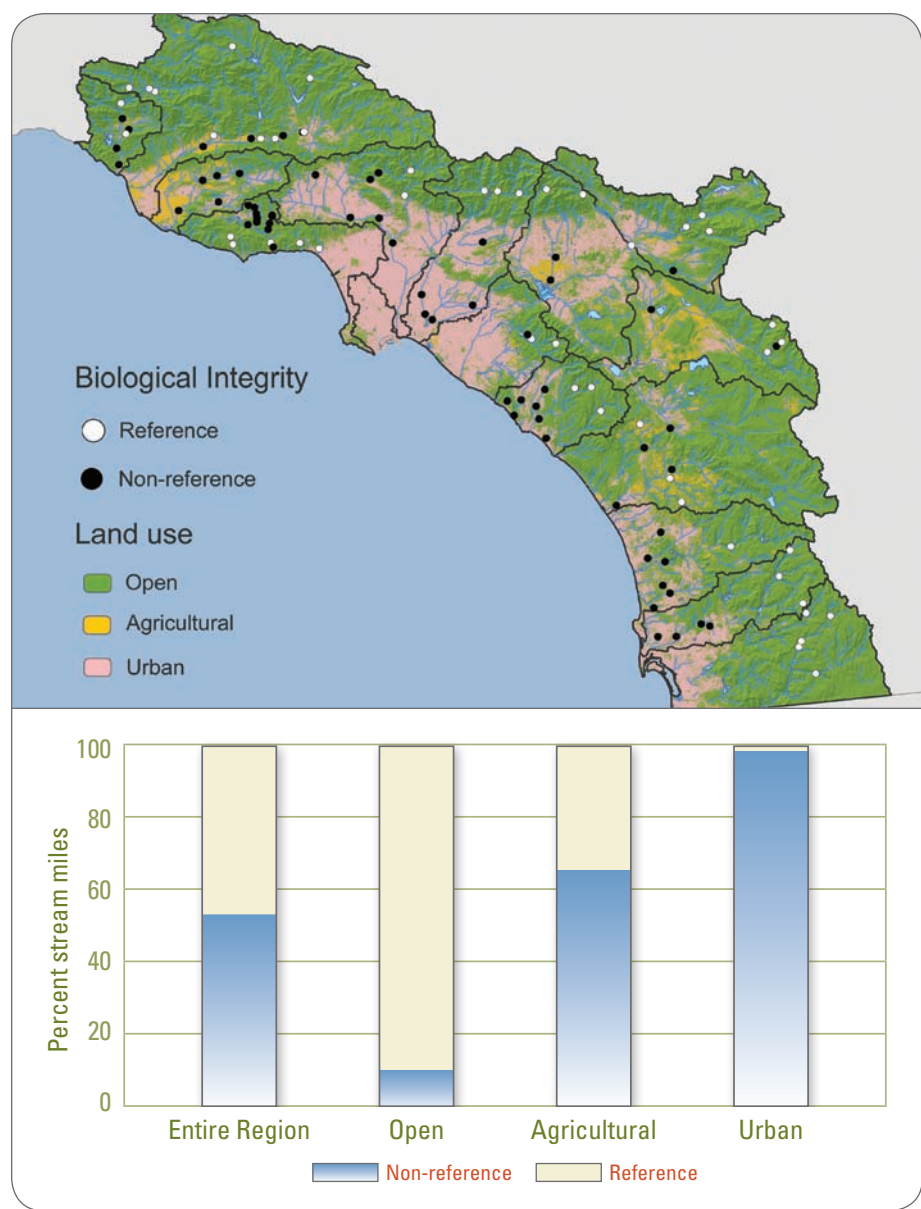 Biological Integrity
Reference
Non-reference
Land use
Open
Agricultural
Urban
Percent stream miles
100
80
60
40
20
0
Entire Region
Open
Agricultural
Urban
Non-reference
Reference